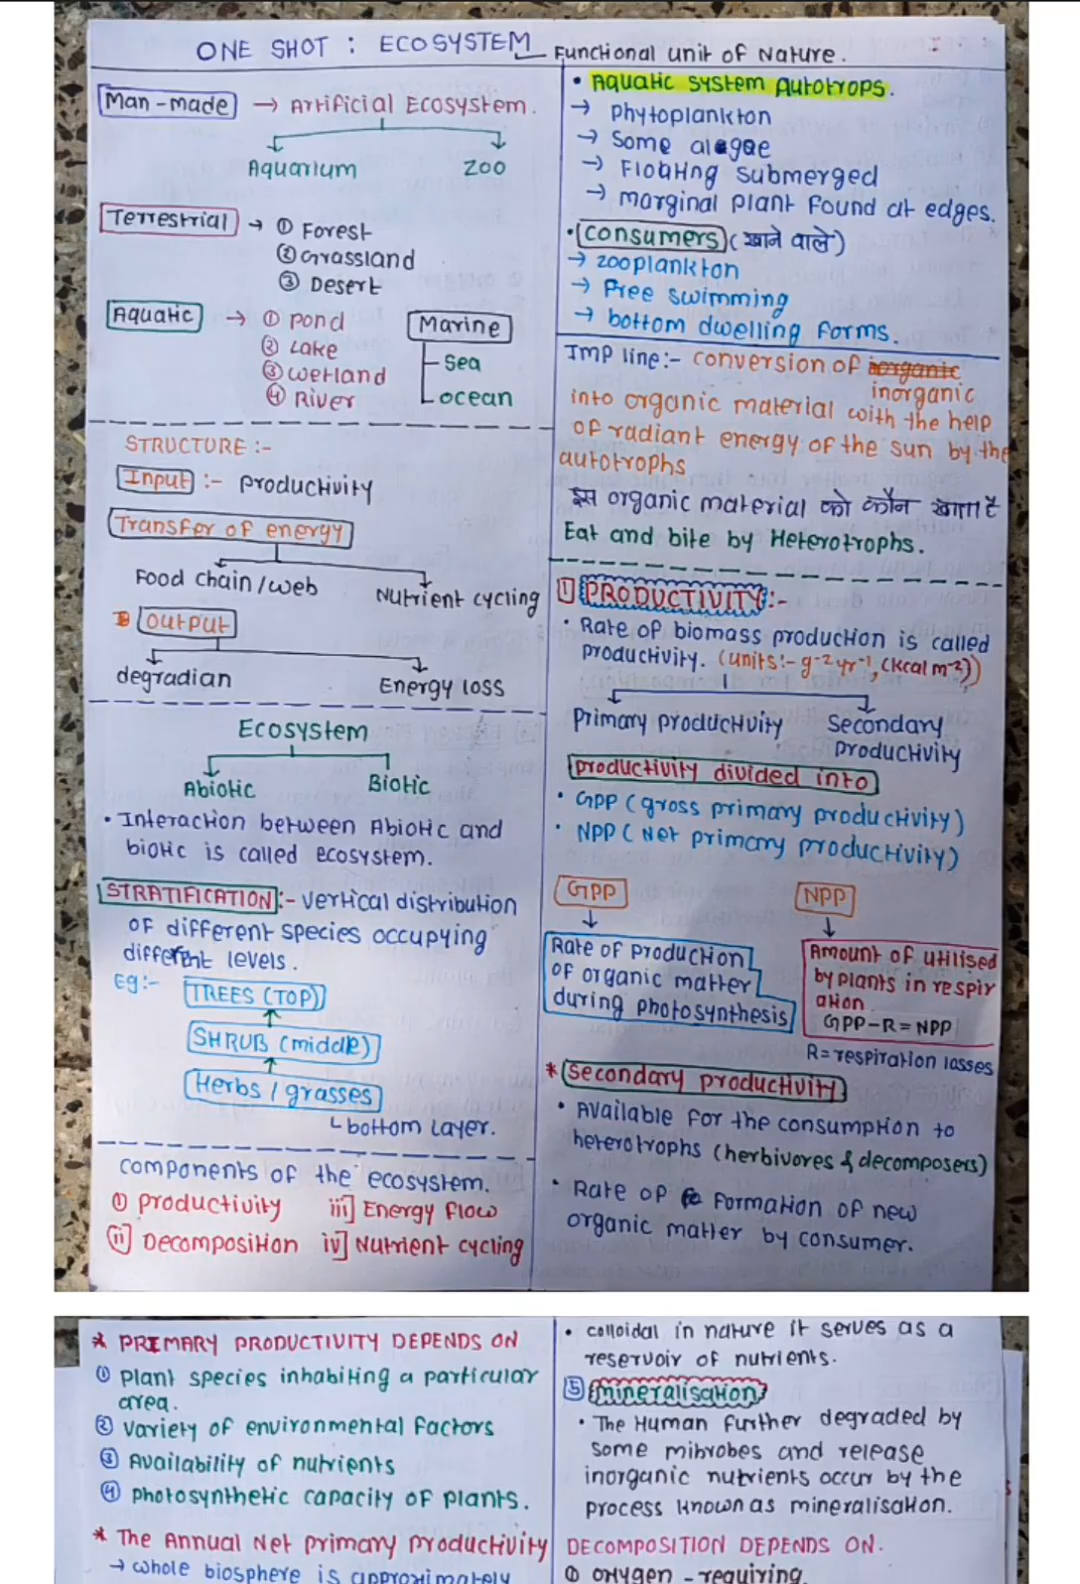 ONE SHOT : ECOSYSTEM Functional unit of Nature.
Man-made → Artificial Ecosystem.
Aquarium ZOO
Terrestrial → ① Forest
② Grassland
③ Desert
Aquatic → ① pond
② Lake
③ wetland
④ River
Marine
sea
ocean
STRUCTURE :-
Input :- productivity
Transfer of energy
Food chain/web Nutrient cycling
output
degradian Energy loss
Ecosystem
Abiotic Biotic
• Interaction between Abiotic and
biotic is called ecosystem.
STRATIFICATION :- vertical distribution
of different species occupying
different levels.
Eg:- TREES (TOP)
SHRUB (middle)
Herbs / grasses
bottom Layer.
components of the ecosystem.
① productivity iii] Energy flow
ii] Decomposition iv] Nutrient cycling
• Aquatic system Autotrops.
→ Phytoplankton
→ Some alagae
→ Floating submerged
→ marginal plant found at edges.
• consumers (खाने वाले)
→ zooplankton
→ Free swimming
→ bottom dwelling forms.
IMP line:- conversion of inorganic
inorganic
into organic material with the help
of radiant energy of the sun by the
autotrophs
इस organic material को कौन खाता है
Eat and bite by Heterotrophs.
① PRODUCTIVITY :-
• Rate of biomass production is called
productivity. (units:- g⁻² yr⁻¹, (Kcal m⁻²))
primary productivity Secondary
productivity
productivity divided into
• GPP (gross primary productivity)
• NPP (Net primary productivity)
GPP NPP
Rate of production
of organic matter
during photosynthesis
Amount of utilised
by plants in respir
ation
GPP-R = NPP
R = respiration losses
* Secondary productivity
• Available for the consumption to
heterotrophs (herbivores & decomposers)
• Rate of formation of new
organic matter by consumer.
* PRIMARY PRODUCTIVITY DEPENDS ON
① Plant species inhabiting a particular
area.
② Variety of environmental factors
③ Availability of nutrients
④ photosynthetic capacity of plants.
* The Annual Net primary productivity
→ whole biosphere is approximately
• colloidal in nature it serves as a
reservoir of nutrients.
⑤ mineralisation
• The Human further degraded by
some mibrobes and release
inorganic nutrients occur by the
process known as mineralisation.
DECOMPOSITION DEPENDS ON.
① oxygen - requiring.